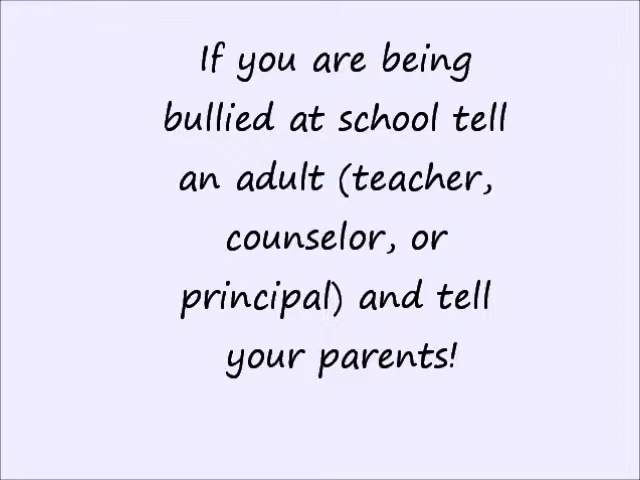 If you are being
bullied at school tell
an adult (teacher,
counselor, or
principal) and tell
your parents!